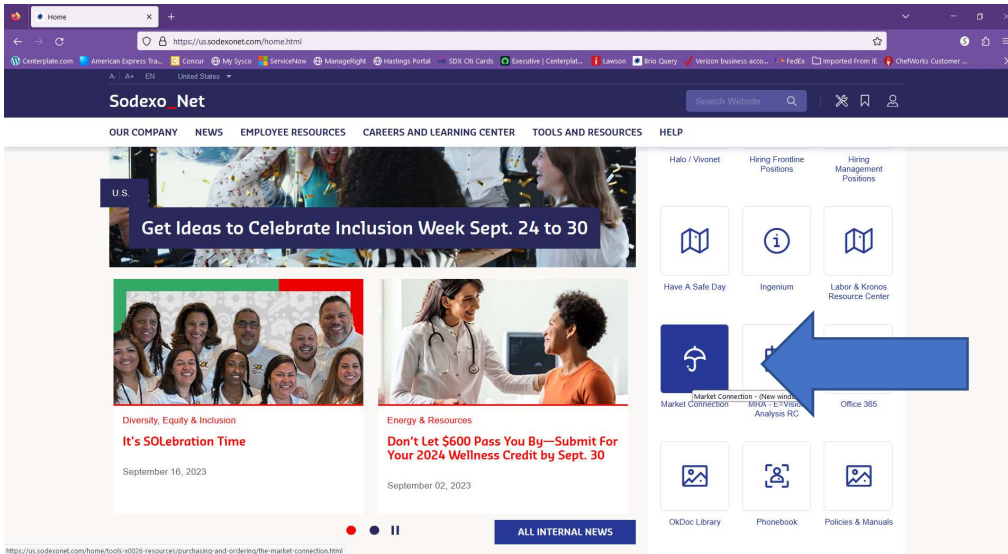 Home
https://us.sodexonet.com/home.html
Centerplate.com American Express Tra... Concur My Sysco ServiceNow ManageRight Hastings Portal SDX Citi Cards Executive | Centerplat... Lawson Brio Query Verizon business acco... FedEx Imported From IE ChefWorks Customer ...
A- A+ EN United States
Sodexo_Net
Search Website
OUR COMPANY NEWS EMPLOYEE RESOURCES CAREERS AND LEARNING CENTER TOOLS AND RESOURCES HELP
U.S.
Get Ideas to Celebrate Inclusion Week Sept. 24 to 30
Diversity, Equity & Inclusion
It's SOLebration Time
September 16, 2023
Energy & Resources
Don't Let $600 Pass You By—Submit For
Your 2024 Wellness Credit by Sept. 30
September 02, 2023
ALL INTERNAL NEWS
Halo / Vivonet
Hiring Frontline
Positions
Hiring
Management
Positions
Have A Safe Day
Ingenium
Labor & Kronos
Resource Center
Market Connection - (New wind
Market Connection
MRA - E=Vision
Analysis RC
Office 365
OkDoc Library
Phonebook
Policies & Manuals
https://us.sodexonet.com/home/tools-x0026-resources/purchasing-and-ordering/the-market-connection.html